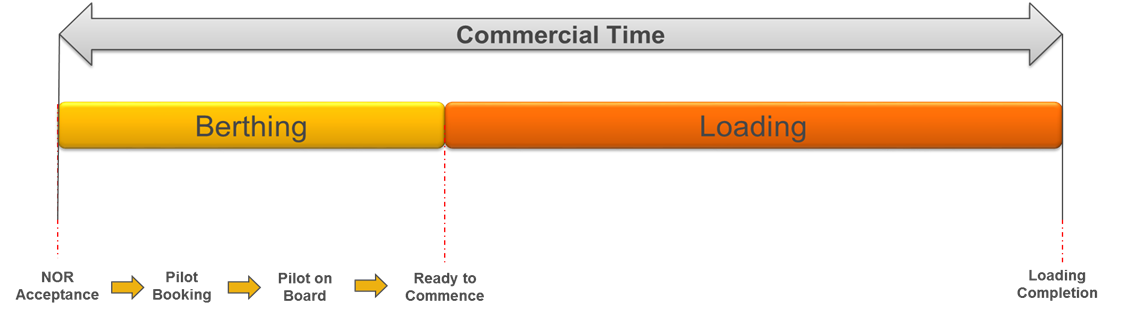 Commercial Time
Berthing
Loading
NOR
Acceptance
Pilot
Booking
Pilot on
Board
Ready to
Commence
Loading
Completion